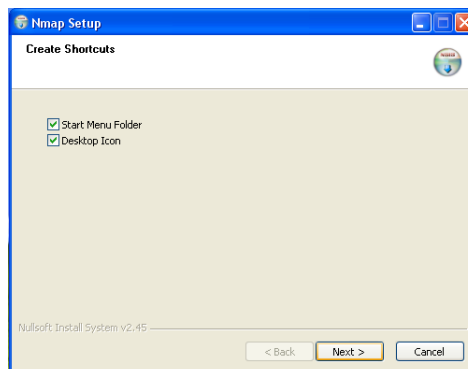 Nmap Setup
Create Shortcuts
Start Menu Folder
Desktop Icon
Nullsoft Install System v2.45
< Back
Next >
Cancel